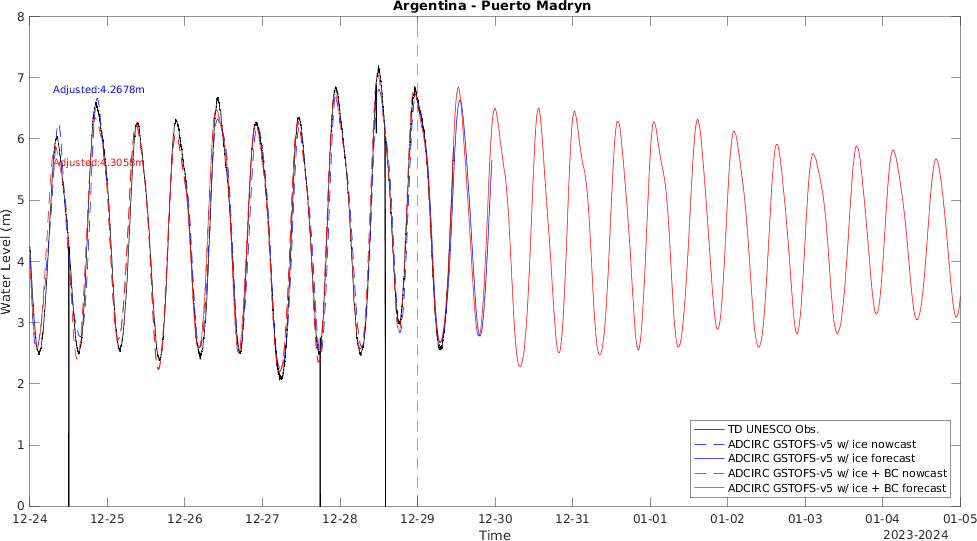 Argentina - Puerto Madryn
8
7
6
5
4
3
2
1
0
Water Level (m)
Adjusted:4.2678m
Adjusted:4.3058m
TD UNESCO Obs.
ADCIRC GSTOFS-v5 w/ ice nowcast
ADCIRC GSTOFS-v5 w/ ice forecast
ADCIRC GSTOFS-v5 w/ ice + BC nowcast
ADCIRC GSTOFS-v5 w/ ice + BC forecast
12-24 12-25 12-26 12-27 12-28 12-29 12-30 12-31 01-01 01-02 01-03 01-04 01-05
Time
2023-2024